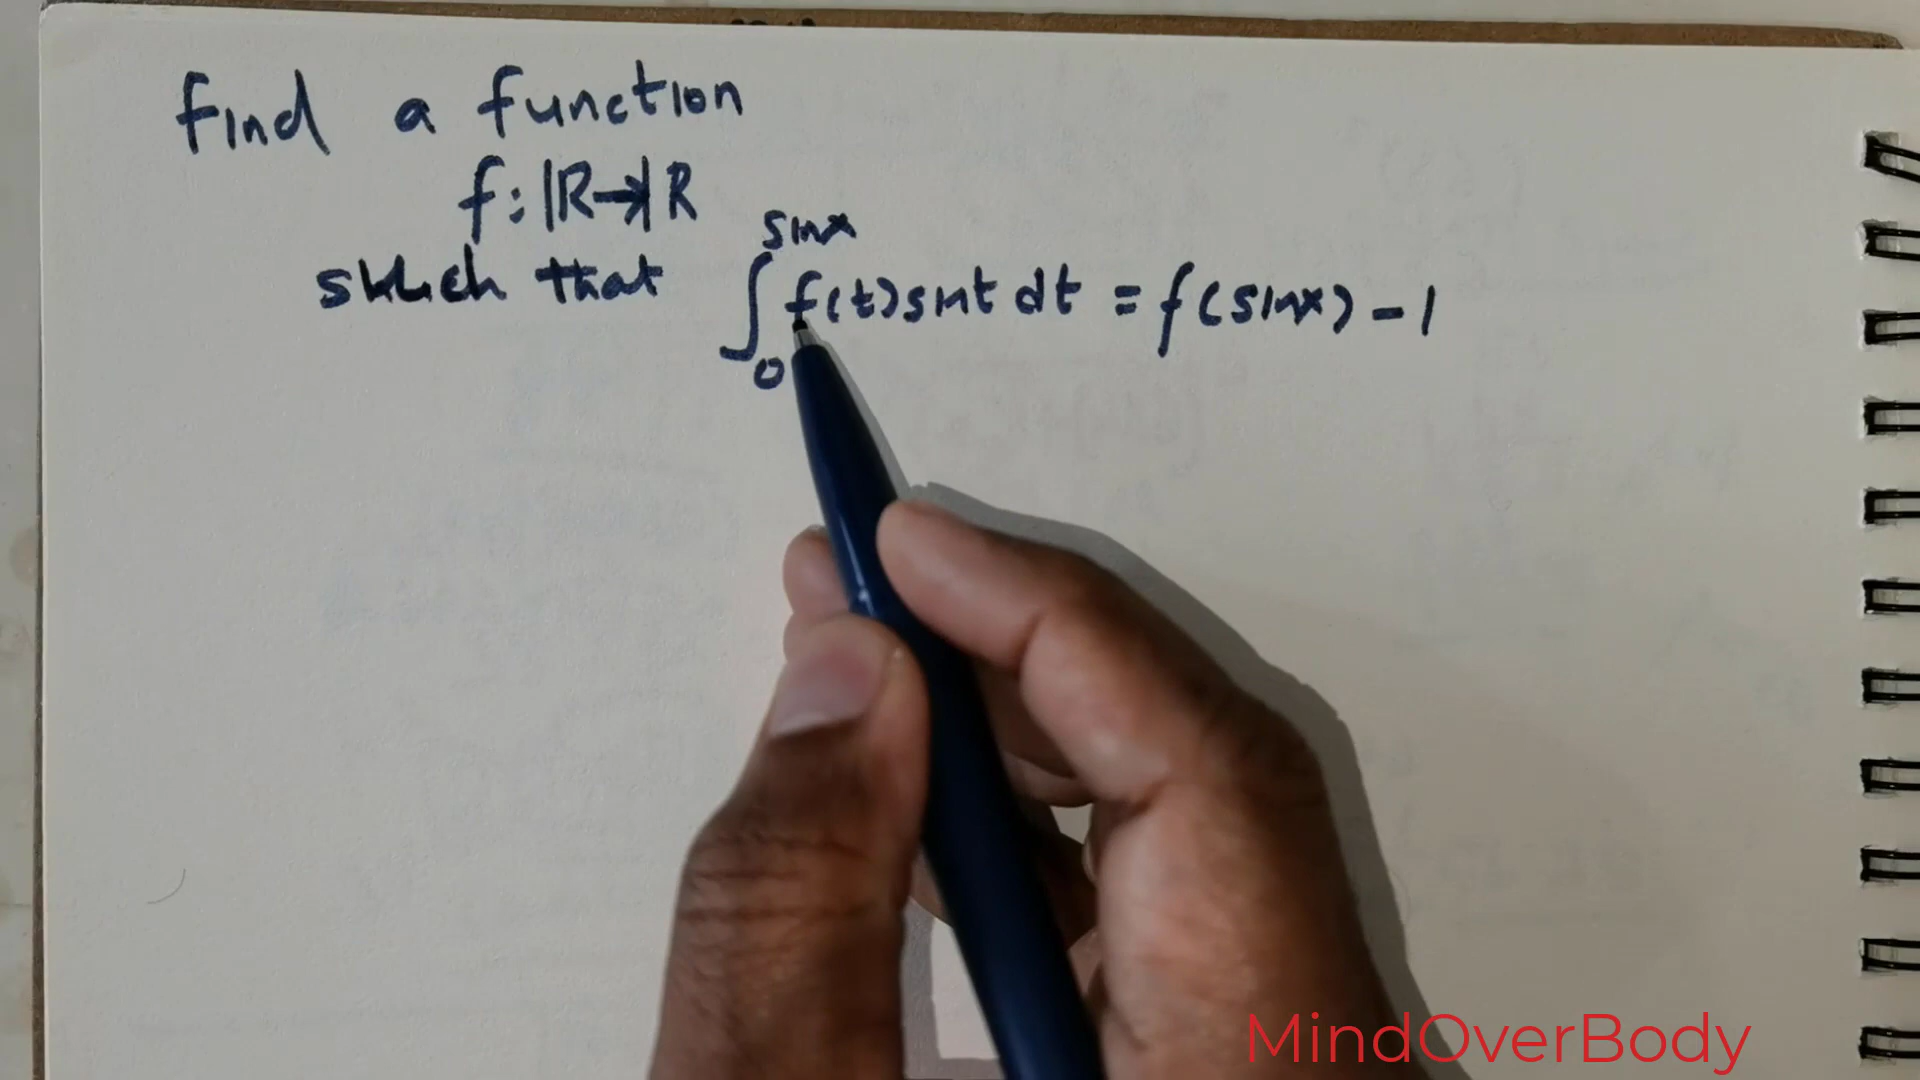 find a function
f:ℝ→ℝ
such that ∫₀^{sinx} f(t) sint dt = f(sinx) - 1
MindOverBody